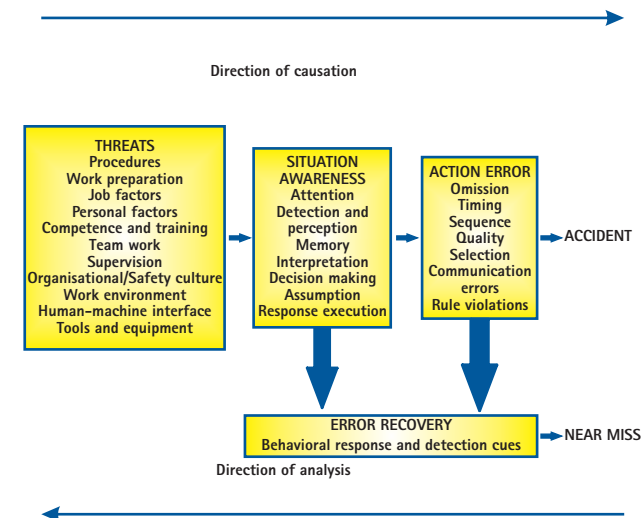 Direction of causation
THREATS
Procedures
Work preparation
Job factors
Personal factors
Competence and training
Team work
Supervision
Organisational/Safety culture
Work environment
Human-machine interface
Tools and equipment
SITUATION
AWARENESS
Attention
Detection and
perception
Memory
Interpretation
Decision making
Assumption
Response execution
ACTION ERROR
Omission
Timing
Sequence
Quality
Selection
Communication
errors
Rule violations
ACCIDENT
ERROR RECOVERY
Behavioral response and detection cues
NEAR MISS
Direction of analysis